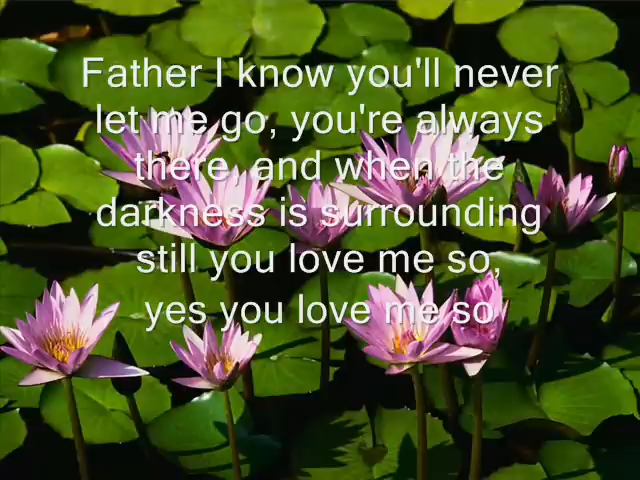 Father I know you'll never
let me go, you're always
there, and when the
darkness is surrounding
still you love me so,
yes you love me so